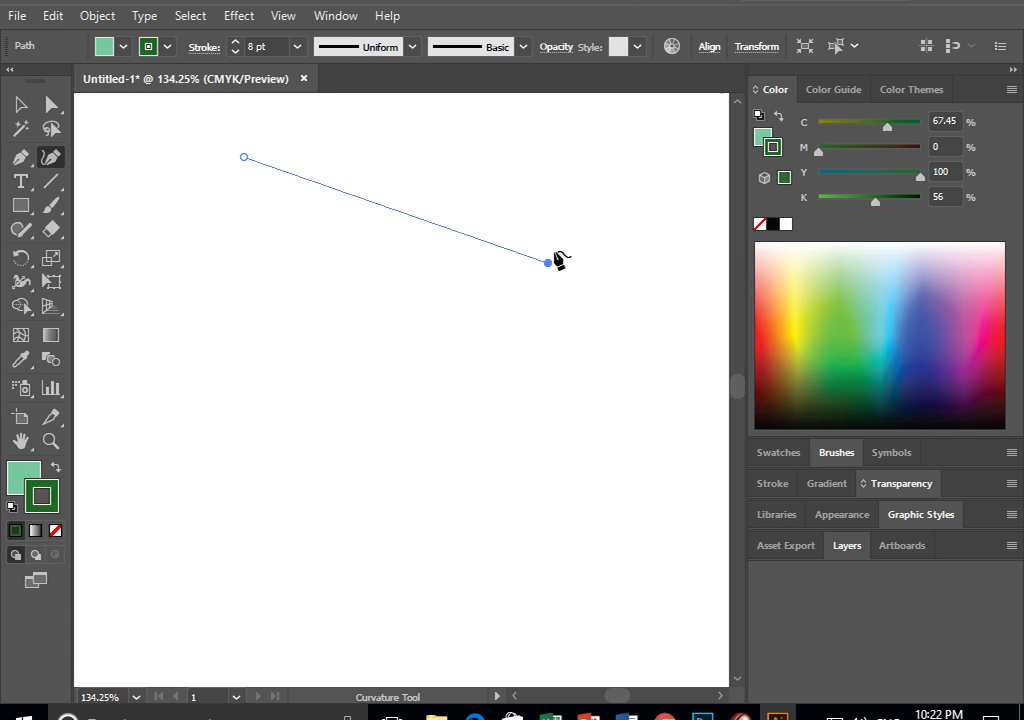 File Edit Object Type Select Effect View Window Help
Path Stroke: 8 pt Uniform Basic Opacity Style: Align Transform
Untitled-1* @ 134.25% (CMYK/Preview) ×
Color Color Guide Color Themes
C 67.45 %
M 0 %
Y 100 %
K 56 %
Swatches Brushes Symbols
Stroke Gradient Transparency
Libraries Appearance Graphic Styles
Asset Export Layers Artboards
134.25% 1 Curvature Tool
10:22 PM